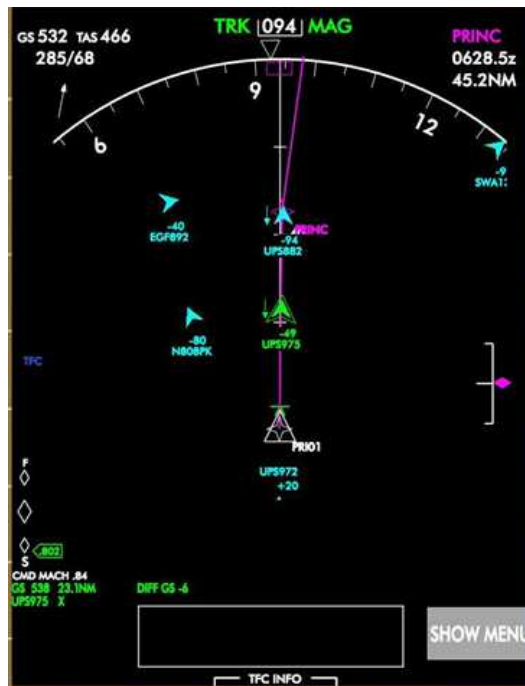 GS 532 TAS 466
TRK 094 MAG
PRINC
285/68
0628.5z
45.2NM
6
9
12
-9
SWA13
-40
EGF892
PRINC
-94
UPS882
-80
N808PK
-49
UPS975
TFC
PRI01
UPS972
+20
F
.802
S
CMD MACH .84
GS 538 23.1NM
DIFF GS -6
UPS975 X
SHOW MENU
TFC INFO